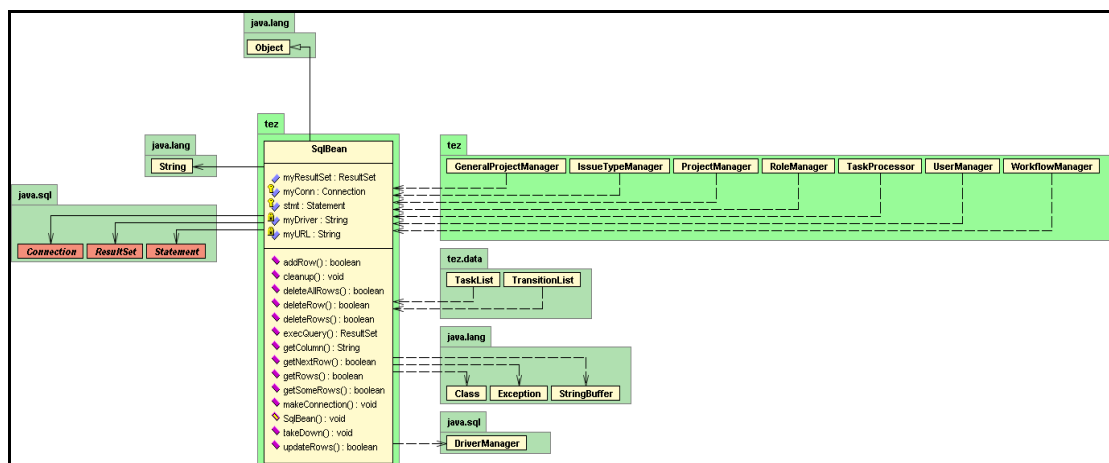 java.lang
Object
tez
SqlBean
myResultSet : ResultSet
myConn : Connection
stmt : Statement
myDriver : String
myURL : String
addRow() : boolean
cleanup() : void
deleteAllRows() : boolean
deleteRow() : boolean
deleteRows() : boolean
execQuery() : ResultSet
getColumn() : String
getNextRow() : boolean
getRows() : boolean
getSomeRows() : boolean
makeConnection() : void
SqlBean() : void
takeDown() : void
updateRows() : boolean
java.lang
String
java.sql
Connection ResultSet Statement
tez
GeneralProjectManager IssueTypeManager ProjectManager RoleManager TaskProcessor UserManager WorkflowManager
tez.data
TaskList TransitionList
java.lang
Class Exception StringBuffer
java.sql
DriverManager